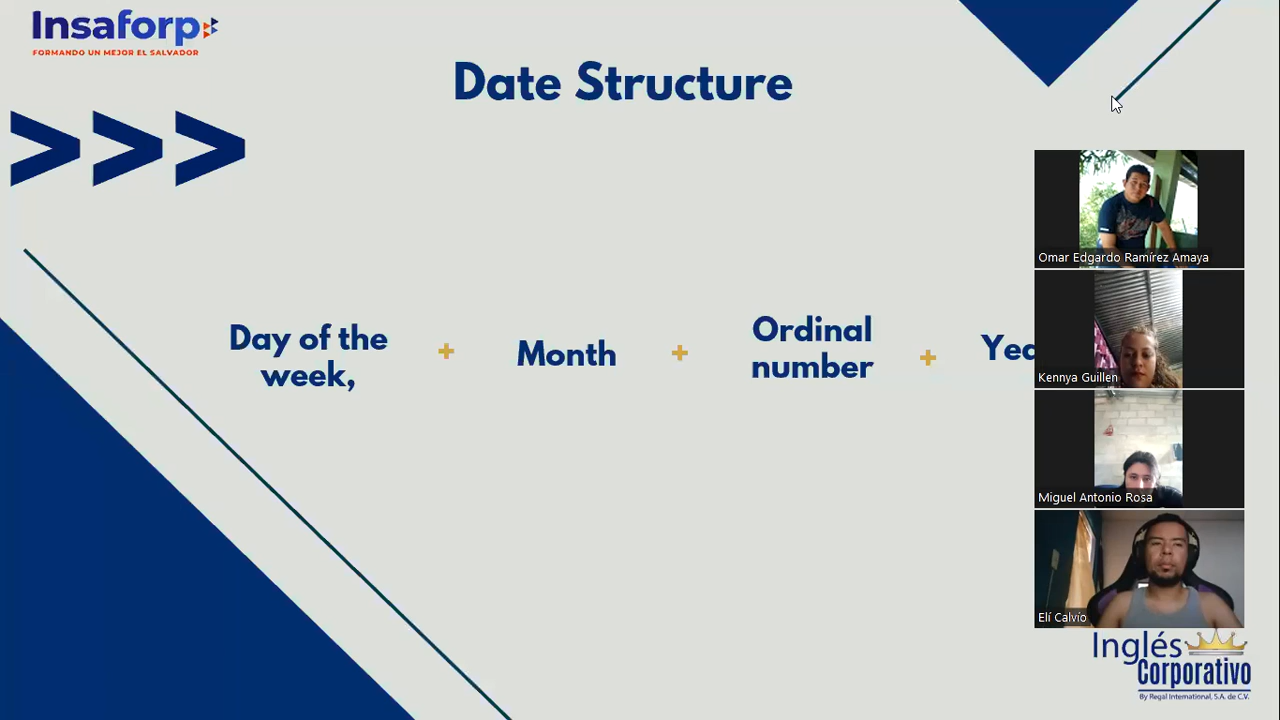 Insaforp
FORMANDO UN MEJOR EL SALVADOR
Date Structure
>>>
Day of the
week,
+
Month
+
Ordinal
number
+
Omar Edgardo Ramírez Amaya
Kennya Guillen
Miguel Antonio Rosa
Elí Calvío
Inglés
Corporativo
By Regal International, S.A. de C.V.